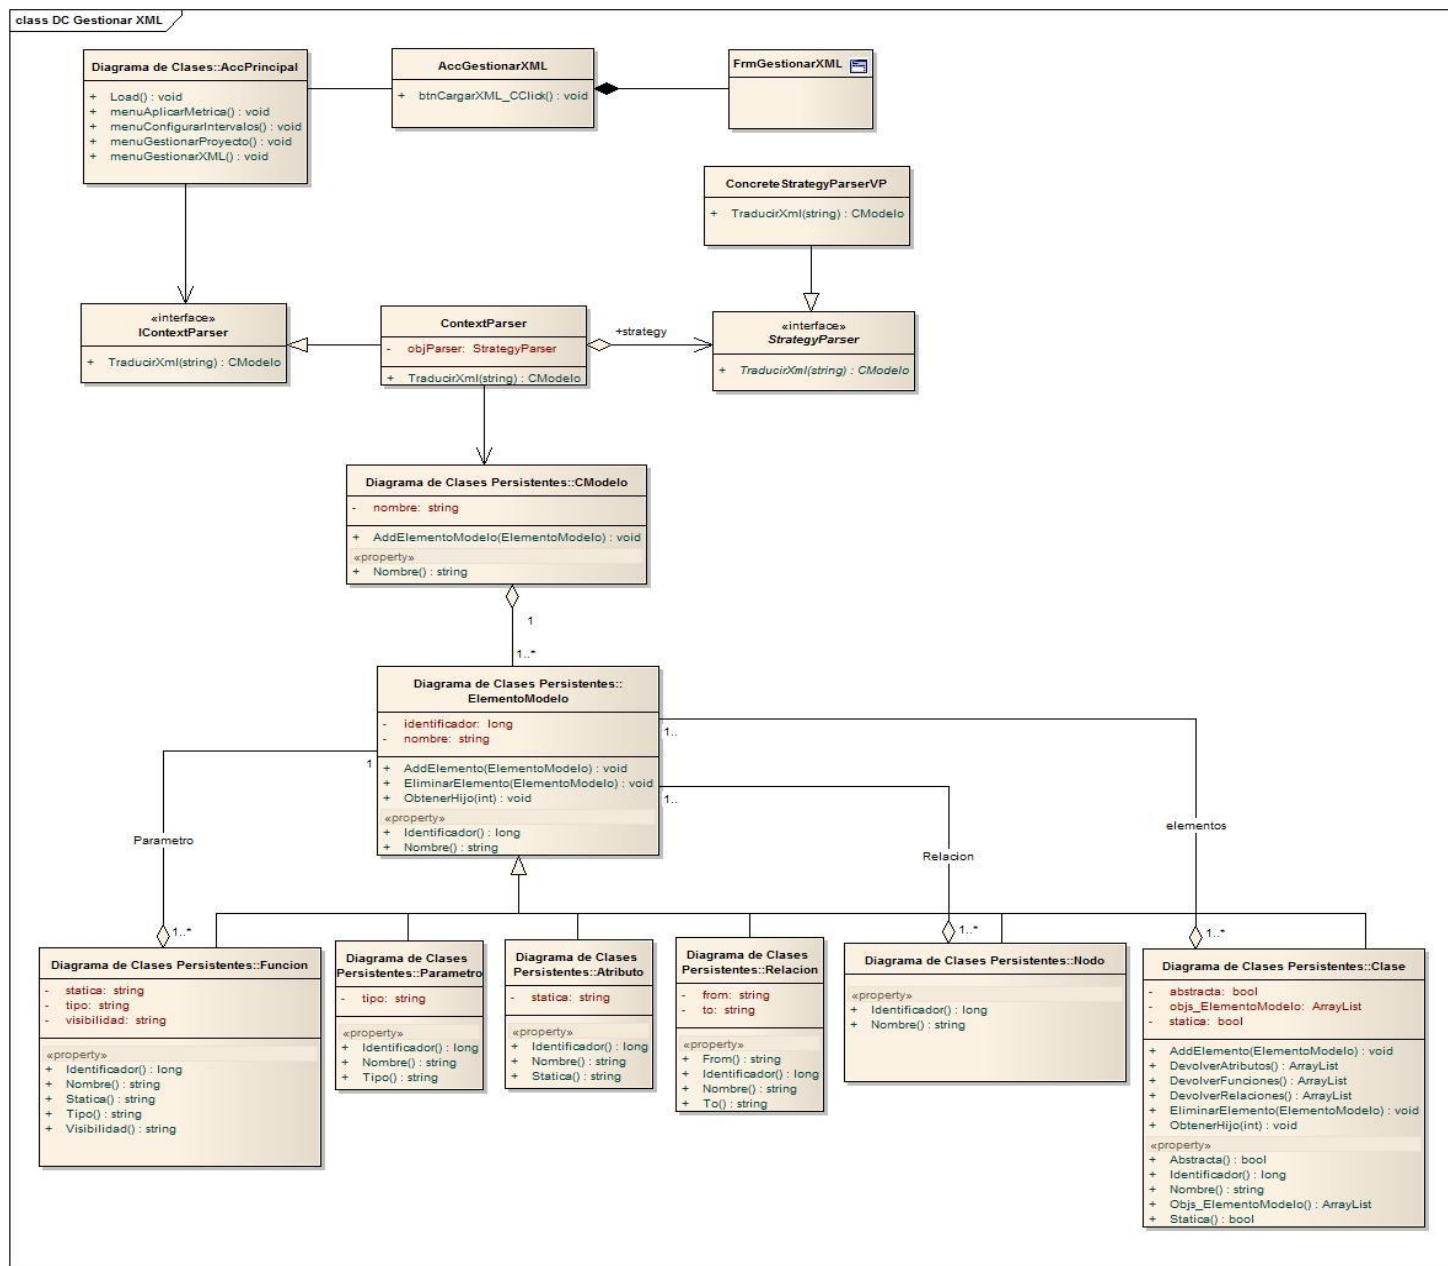 class DC Gestionar XML
Diagrama de Clases::AccPrincipal
+ Load() : void
+ menuAplicarMetrica() : void
+ menuConfigurarIntervalos() : void
+ menuGestionarProyecto() : void
+ menuGestionarXML() : void
AccGestionarXML
+ btnCargarXML_CClick() : void
FrmGestionarXML
ConcreteStrategyParserVP
+ TraducirXml(string) : CModelo
«interface»
IContextParser
+ TraducirXml(string) : CModelo
ContextParser
- objParser: StrategyParser
+ TraducirXml(string) : CModelo
+strategy
«interface»
StrategyParser
+ TraducirXml(string) : CModelo
Diagrama de Clases Persistentes::CModelo
- nombre: string
+ AddElementoModelo(ElementoModelo) : void
«property»
+ Nombre() : string
1
1..*
Diagrama de Clases Persistentes::
ElementoModelo
- identificador: long
- nombre: string
+ AddElemento(ElementoModelo) : void
+ EliminarElemento(ElementoModelo) : void
+ ObtenerHijo(int) : void
«property»
+ Identificador() : long
+ Nombre() : string
1
1..
1..
Parametro
Relacion
elementos
1..*
1..*
1..*
Diagrama de Clases Persistentes::Funcion
- statica: string
- tipo: string
- visibilidad: string
«property»
+ Identificador() : long
+ Nombre() : string
+ Statica() : string
+ Tipo() : string
+ Visibilidad() : string
Diagrama de Clases
Persistentes::Parametro
- tipo: string
«property»
+ Identificador() : long
+ Nombre() : string
+ Tipo() : string
Diagrama de Clases
Persistentes::Atributo
- statica: string
«property»
+ Identificador() : long
+ Nombre() : string
+ Statica() : string
Diagrama de Clases
Persistentes::Relacion
- from: string
- to: string
«property»
+ From() : string
+ Identificador() : long
+ Nombre() : string
+ To() : string
Diagrama de Clases Persistentes::Nodo
«property»
+ Identificador() : long
+ Nombre() : string
Diagrama de Clases Persistentes::Clase
- abstracta: bool
- objs_ElementoModelo: ArrayList
- statica: bool
+ AddElemento(ElementoModelo) : void
+ DevolverAtributos() : ArrayList
+ DevolverFunciones() : ArrayList
+ DevolverRelaciones() : ArrayList
+ EliminarElemento(ElementoModelo) : void
+ ObtenerHijo(int) : void
«property»
+ Abstracta() : bool
+ Identificador() : long
+ Nombre() : string
+ Objs_ElementoModelo() : ArrayList
+ Statica() : bool